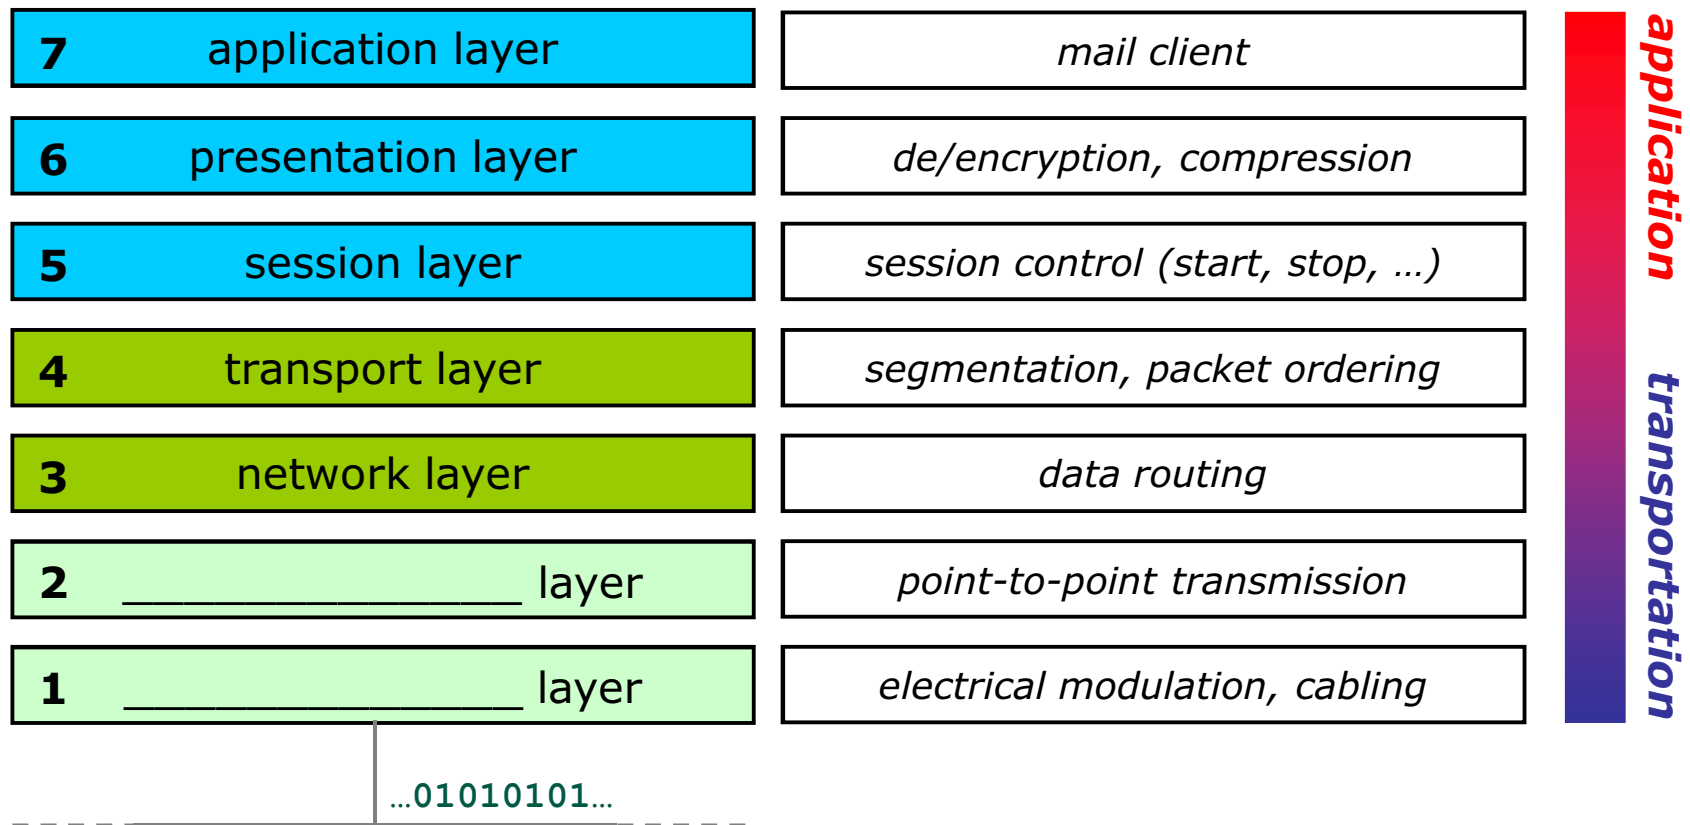 7 application layer
mail client
6 presentation layer
de/encryption, compression
5 session layer
session control (start, stop, …)
4 transport layer
segmentation, packet ordering
3 network layer
data routing
2 _______________ layer
point-to-point transmission
1 _______________ layer
electrical modulation, cabling
…01010101…
application
transportation